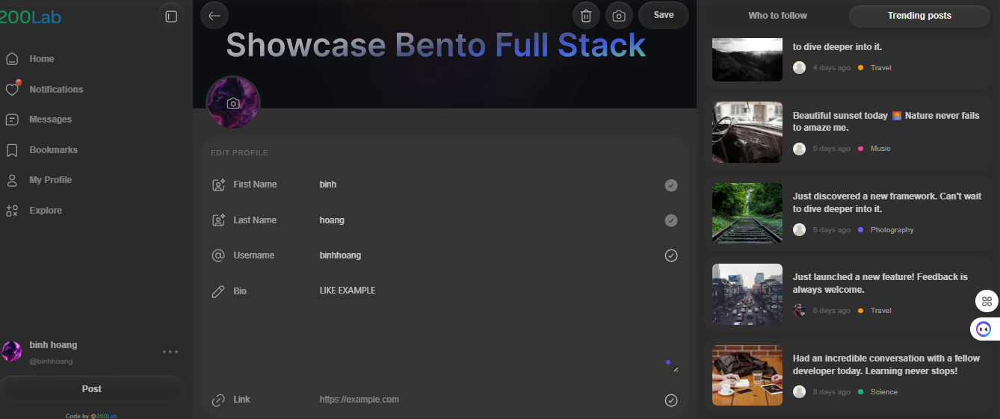 200Lab
Home
Notifications
Messages
Bookmarks
My Profile
Explore
binh hoang
@binhhoang
Post
Code by @200Lab
Save
Showcase Bento Full Stack
EDIT PROFILE
First Name
binh
Last Name
hoang
Username
binhhoang
Bio
LIKE EXAMPLE
Link
https://example.com
Who to follow
Trending posts
to dive deeper into it.
4 days ago
Travel
Beautiful sunset today 🌇 Nature never fails
to amaze me.
5 days ago
Music
Just discovered a new framework. Can't wait
to dive deeper into it.
5 days ago
Photography
Just launched a new feature! Feedback is
always welcome.
6 days ago
Travel
Had an incredible conversation with a fellow
developer today. Learning never stops!
8 days ago
Science